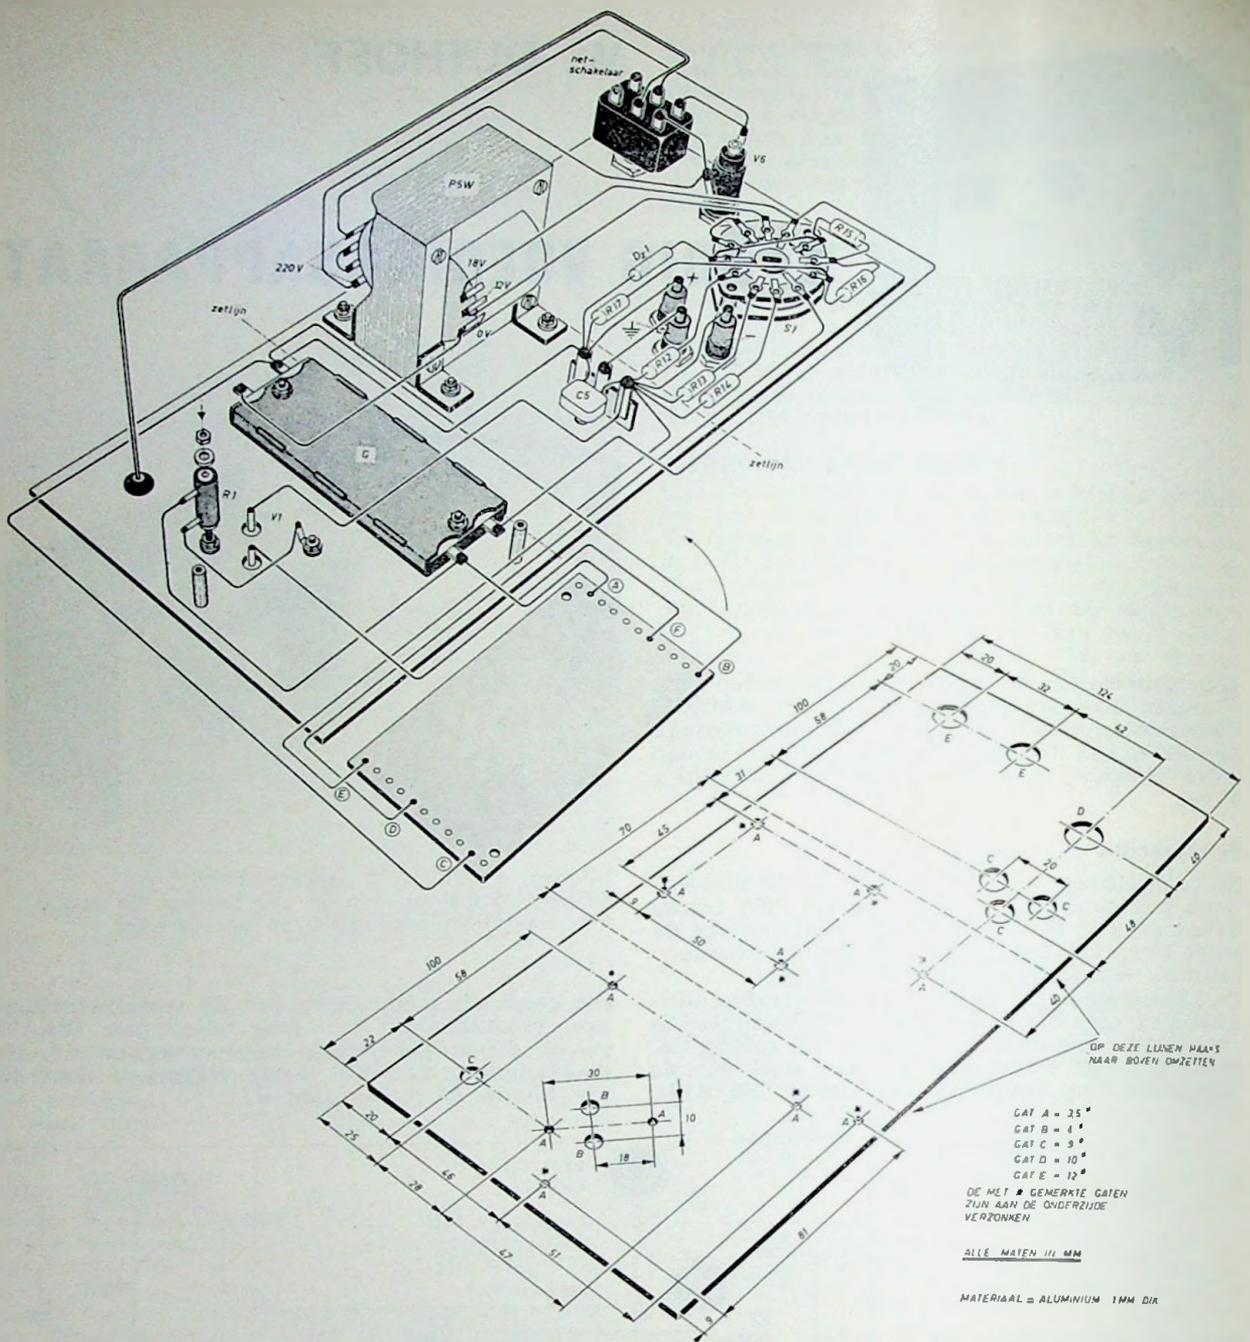 net-
schakelaar
V6
PSW
220V
18V
12V
0V
zetlijn
Dz1
R17
R15
R16
S1
+
-
R12
R13
R14
C5
zetlijn
G
R1
V1
A
F
B
E
D
C
124
20
32
42
20
100
58
E
E
D
31
70
45
A
A
A
A
9
50
C
C
C
20
40
48
A
40
100
58
22
A
C
30
B
A
A
B
10
18
A
A
A
20
25
46
28
47
51
81
9
OP DEZE LIJNEN HAAKS
NAAR BOVEN OMZETTEN
GAT A = 3,5 ø
GAT B = 4 ø
GAT C = 9 ø
GAT D = 10 ø
GAT E = 12 ø
DE MET * GEMERKTE GATEN
ZIJN AAN DE ONDERZIJDE
VERZONKEN
ALLE MATEN IN MM
MATERIAAL = ALUMINIUM 1MM DIK